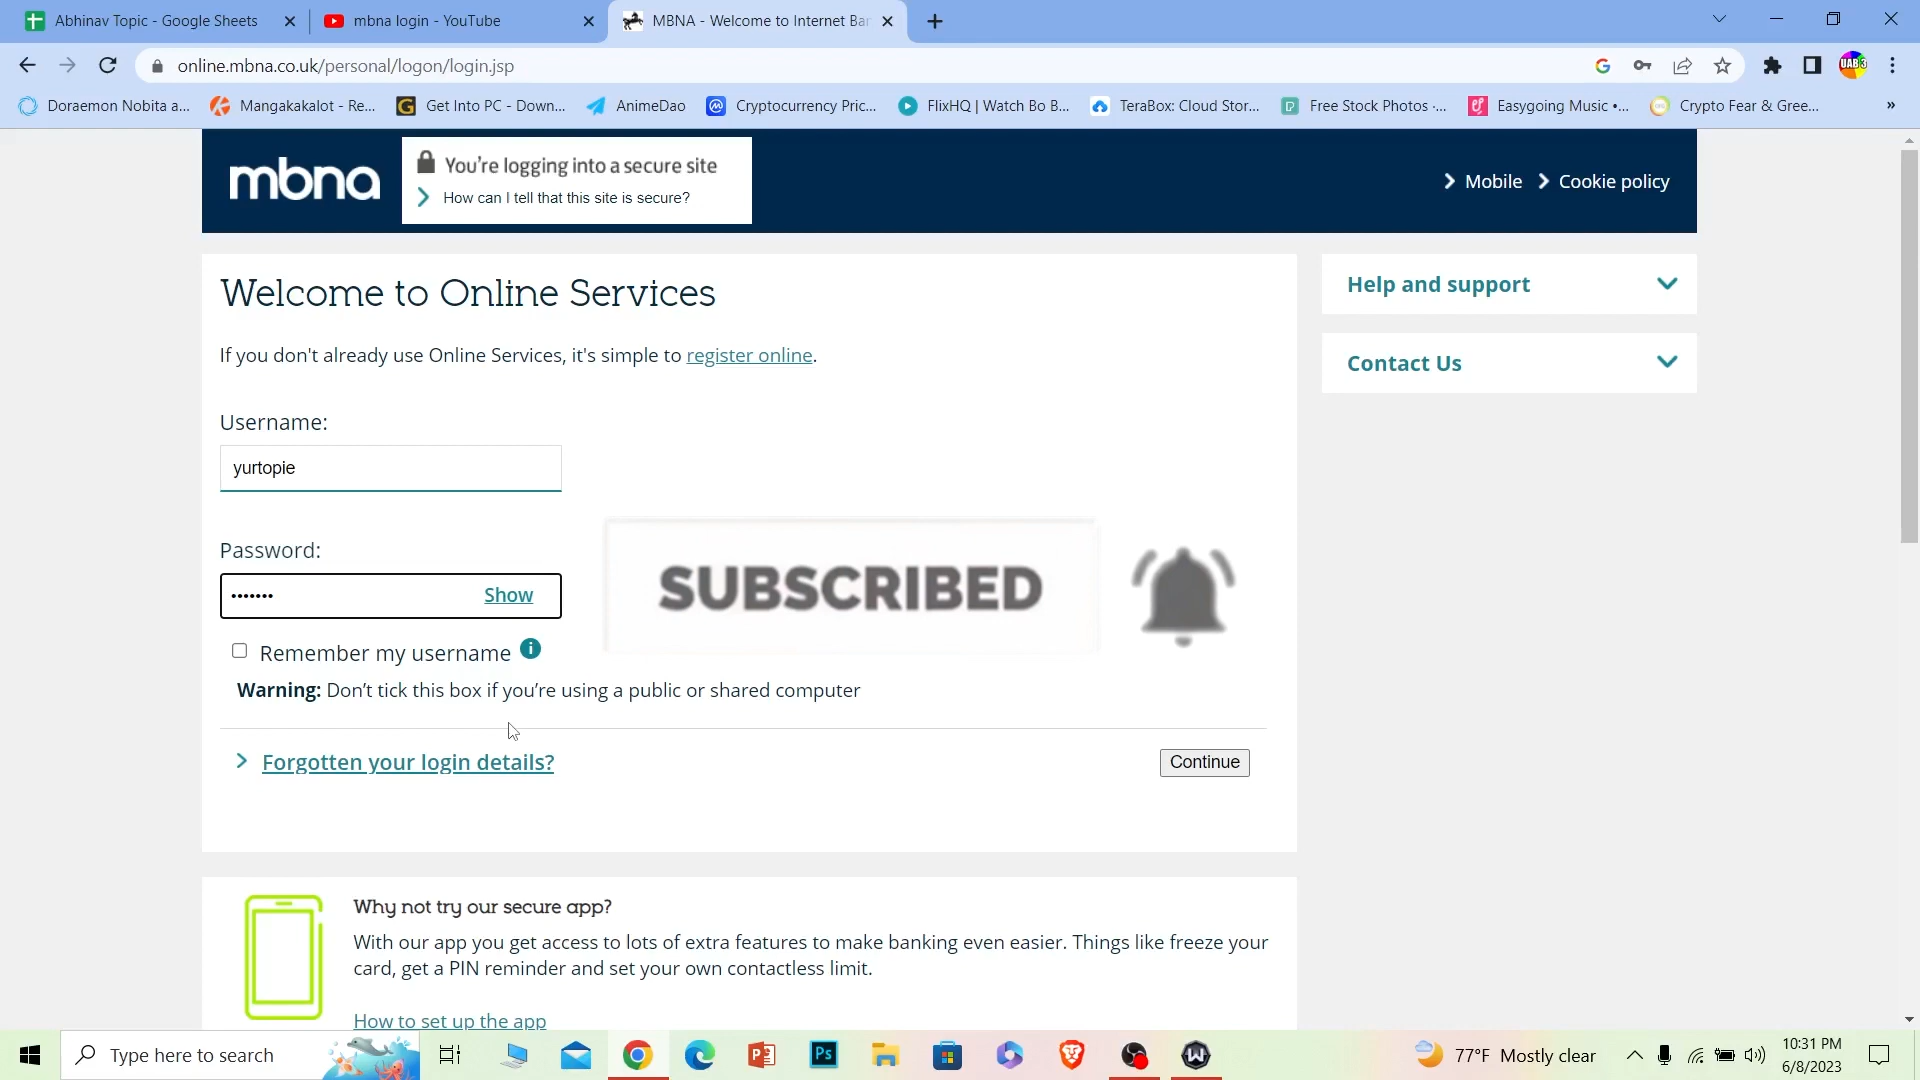 Abhinav Topic - Google Sheets
mbna login - YouTube
MBNA - Welcome to Internet Ban
online.mbna.co.uk/personal/logon/login.jsp
UAB 3
Doraemon Nobita a...
Mangakakalot - Re...
Get Into PC - Down...
AnimeDao
Cryptocurrency Pric...
FlixHQ | Watch Bo B...
TeraBox: Cloud Stor...
Free Stock Photos ·...
Easygoing Music •...
Crypto Fear & Gree...
»
mbna
You're logging into a secure site
How can I tell that this site is secure?
Mobile
Cookie policy
Welcome to Online Services
Help and support
If you don't already use Online Services, it's simple to register online.
Contact Us
Username:
yurtopie
Password:
•••••••
Show
SUBSCRIBED
Remember my username
Warning: Don't tick this box if you're using a public or shared computer
Forgotten your login details?
Continue
Why not try our secure app?
With our app you get access to lots of extra features to make banking even easier. Things like freeze your
card, get a PIN reminder and set your own contactless limit.
How to set up the app
Type here to search
77°F Mostly clear
10:31 PM
6/8/2023